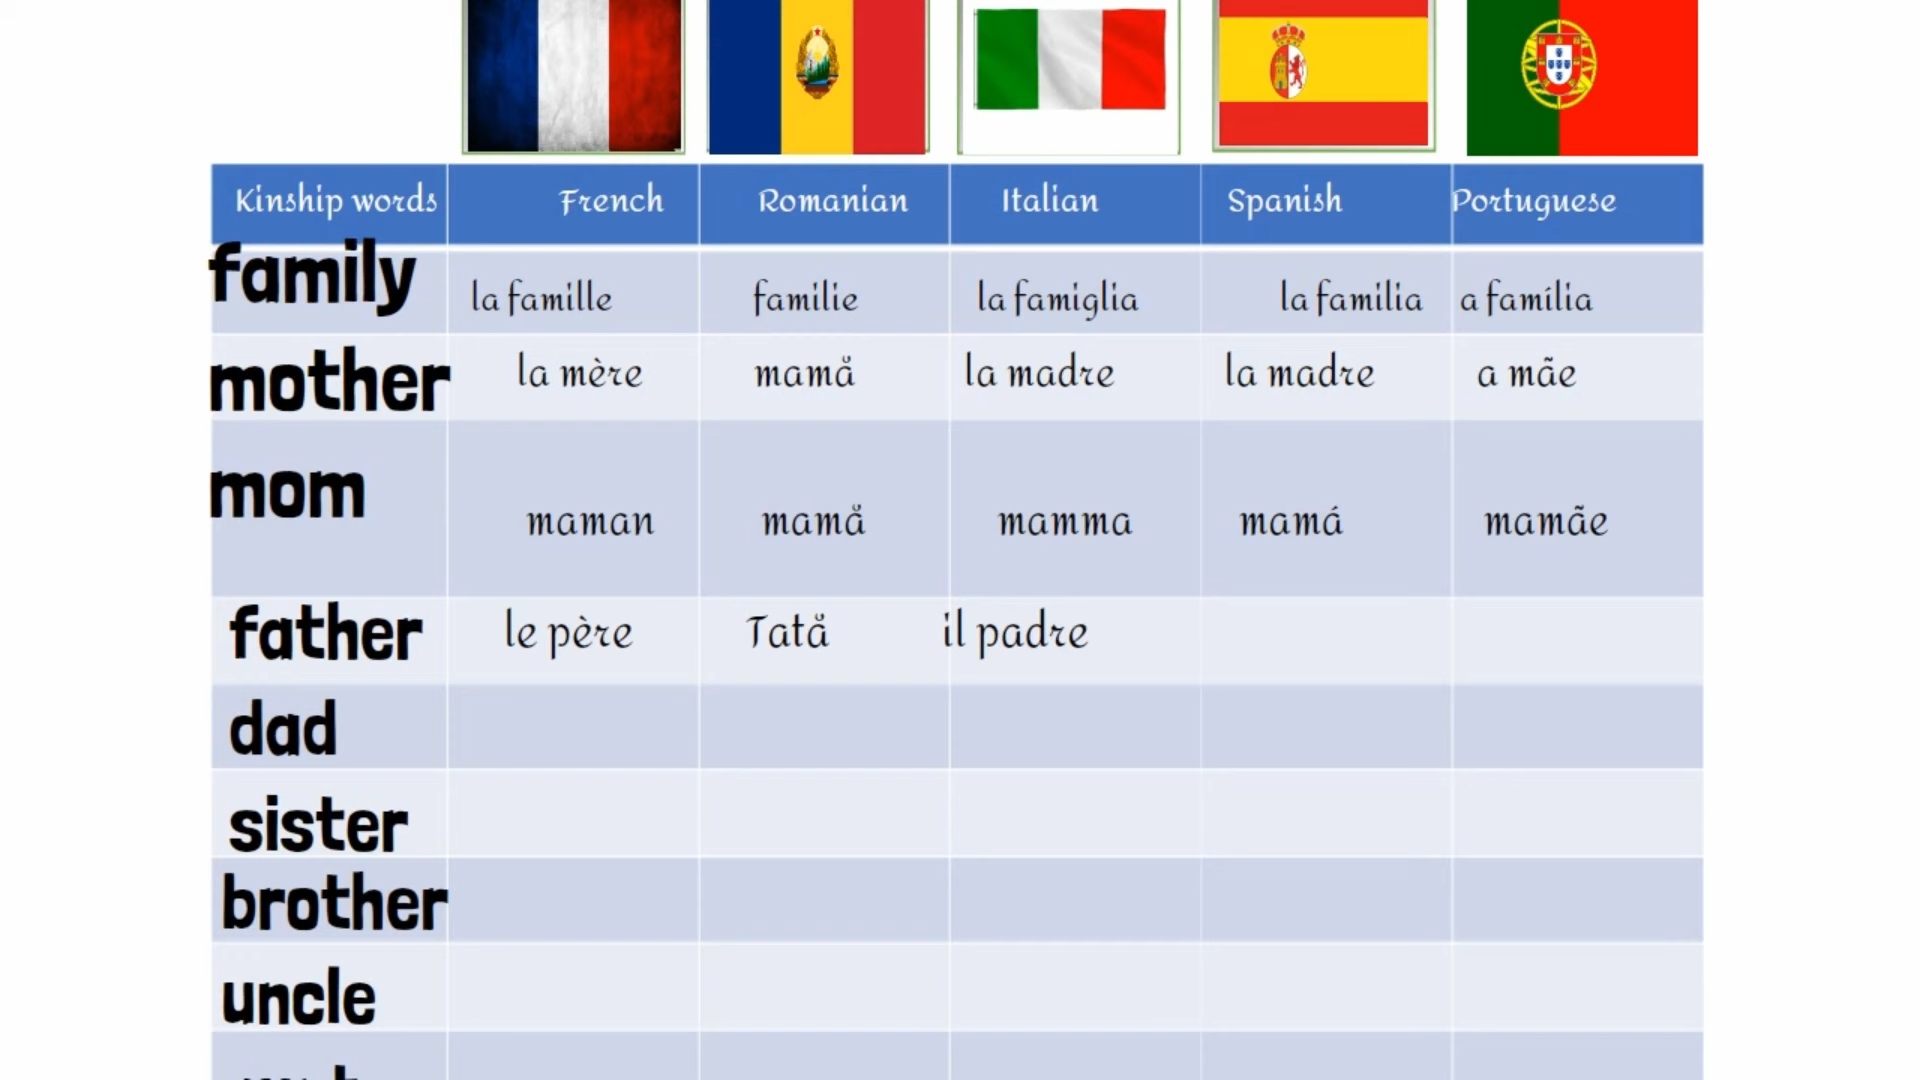 Kinship words French Romanian Italian Spanish Portuguese
family la famille familie la famiglia la familia a família
mother la mère mamă la madre la madre a mãe
mom maman mamă mamma mamá mamãe
father le père Tată il padre
dad
sister
brother
uncle